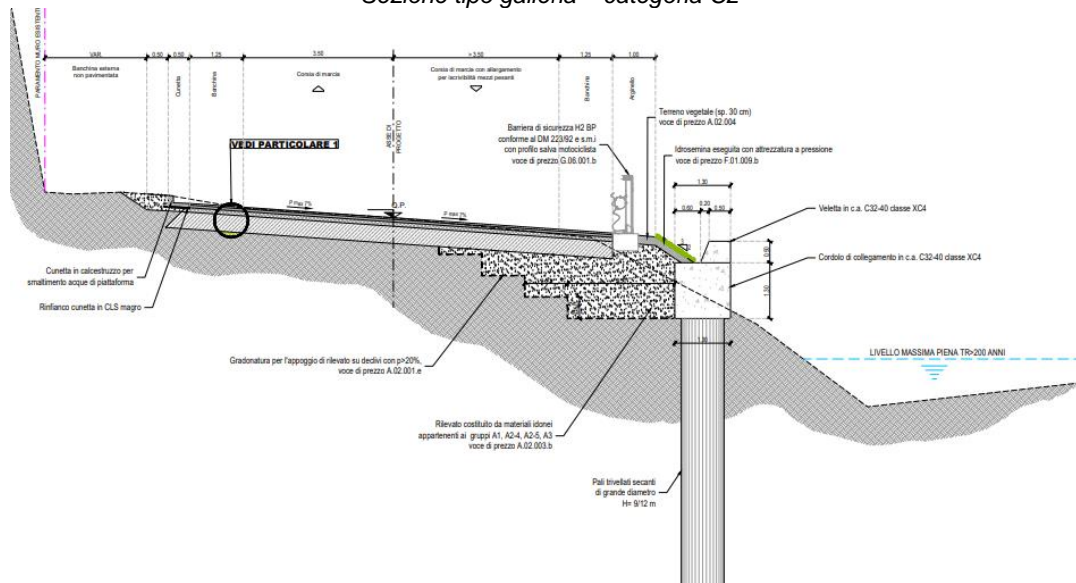 Sezione tipo galleria – categoria C2
PARAMENTO MURO ESISTENTE
VAR.
0.50
0.50
1.25
3.50
> 3.50
1.25
1.00
Banchina esterna
non pavimentata
Cunetta
Banchina
Corsia di marcia
Corsia di marcia con allargamento
per iscrivibilità mezzi pesanti
Banchina
Arginello
ASSE DI
PROGETTO
Terreno vegetale (sp. 30 cm)
voce di prezzo A.02.004
Barriera di sicurezza H2 BP
conforme al DM 223/92 e s.m.i
con profilo salva motociclista
voce di prezzo G.06.001.b
VEDI PARTICOLARE 1
Idrosemina eseguita con attrezzatura a pressione
voce di prezzo F.01.009.b
1.30
0.60
0.20
0.50
Veletta in c.a. C32-40 classe XC4
P max 7%
Q.P.
P max 7%
0.50
Cordolo di collegamento in c.a. C32-40 classe XC4
Cunetta in calcestruzzo per
smaltimento acque di piattaforma
Rinfianco cunetta in CLS magro
1.30
LIVELLO MASSIMA PIENA TR>200 ANNI
Gradonatura per l'appoggio di rilevato su declivi con p>20%,
voce di prezzo A.02.001.e
Rilevato costituito da materiali idonei
appartenenti ai gruppi A1, A2-4, A2-5, A3
voce di prezzo A.02.003.b
Pali trivellati secanti
di grande diametro
H= 9/12 m